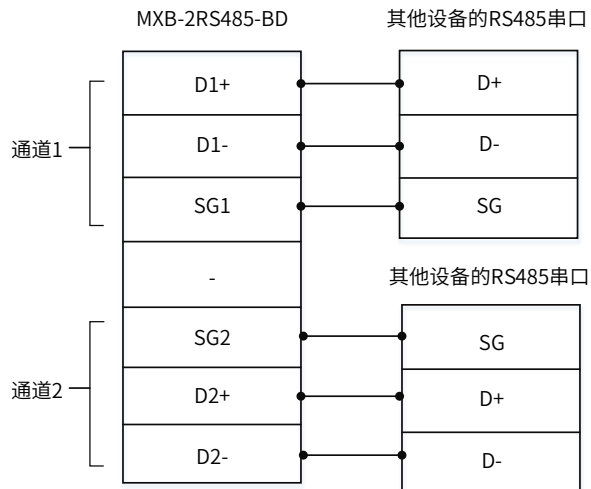 MXB-2RS485-BD
其他设备的RS485串口
通道1
D1+
D+
D1-
D-
SG1
SG
-
其他设备的RS485串口
通道2
SG2
SG
D2+
D+
D2-
D-